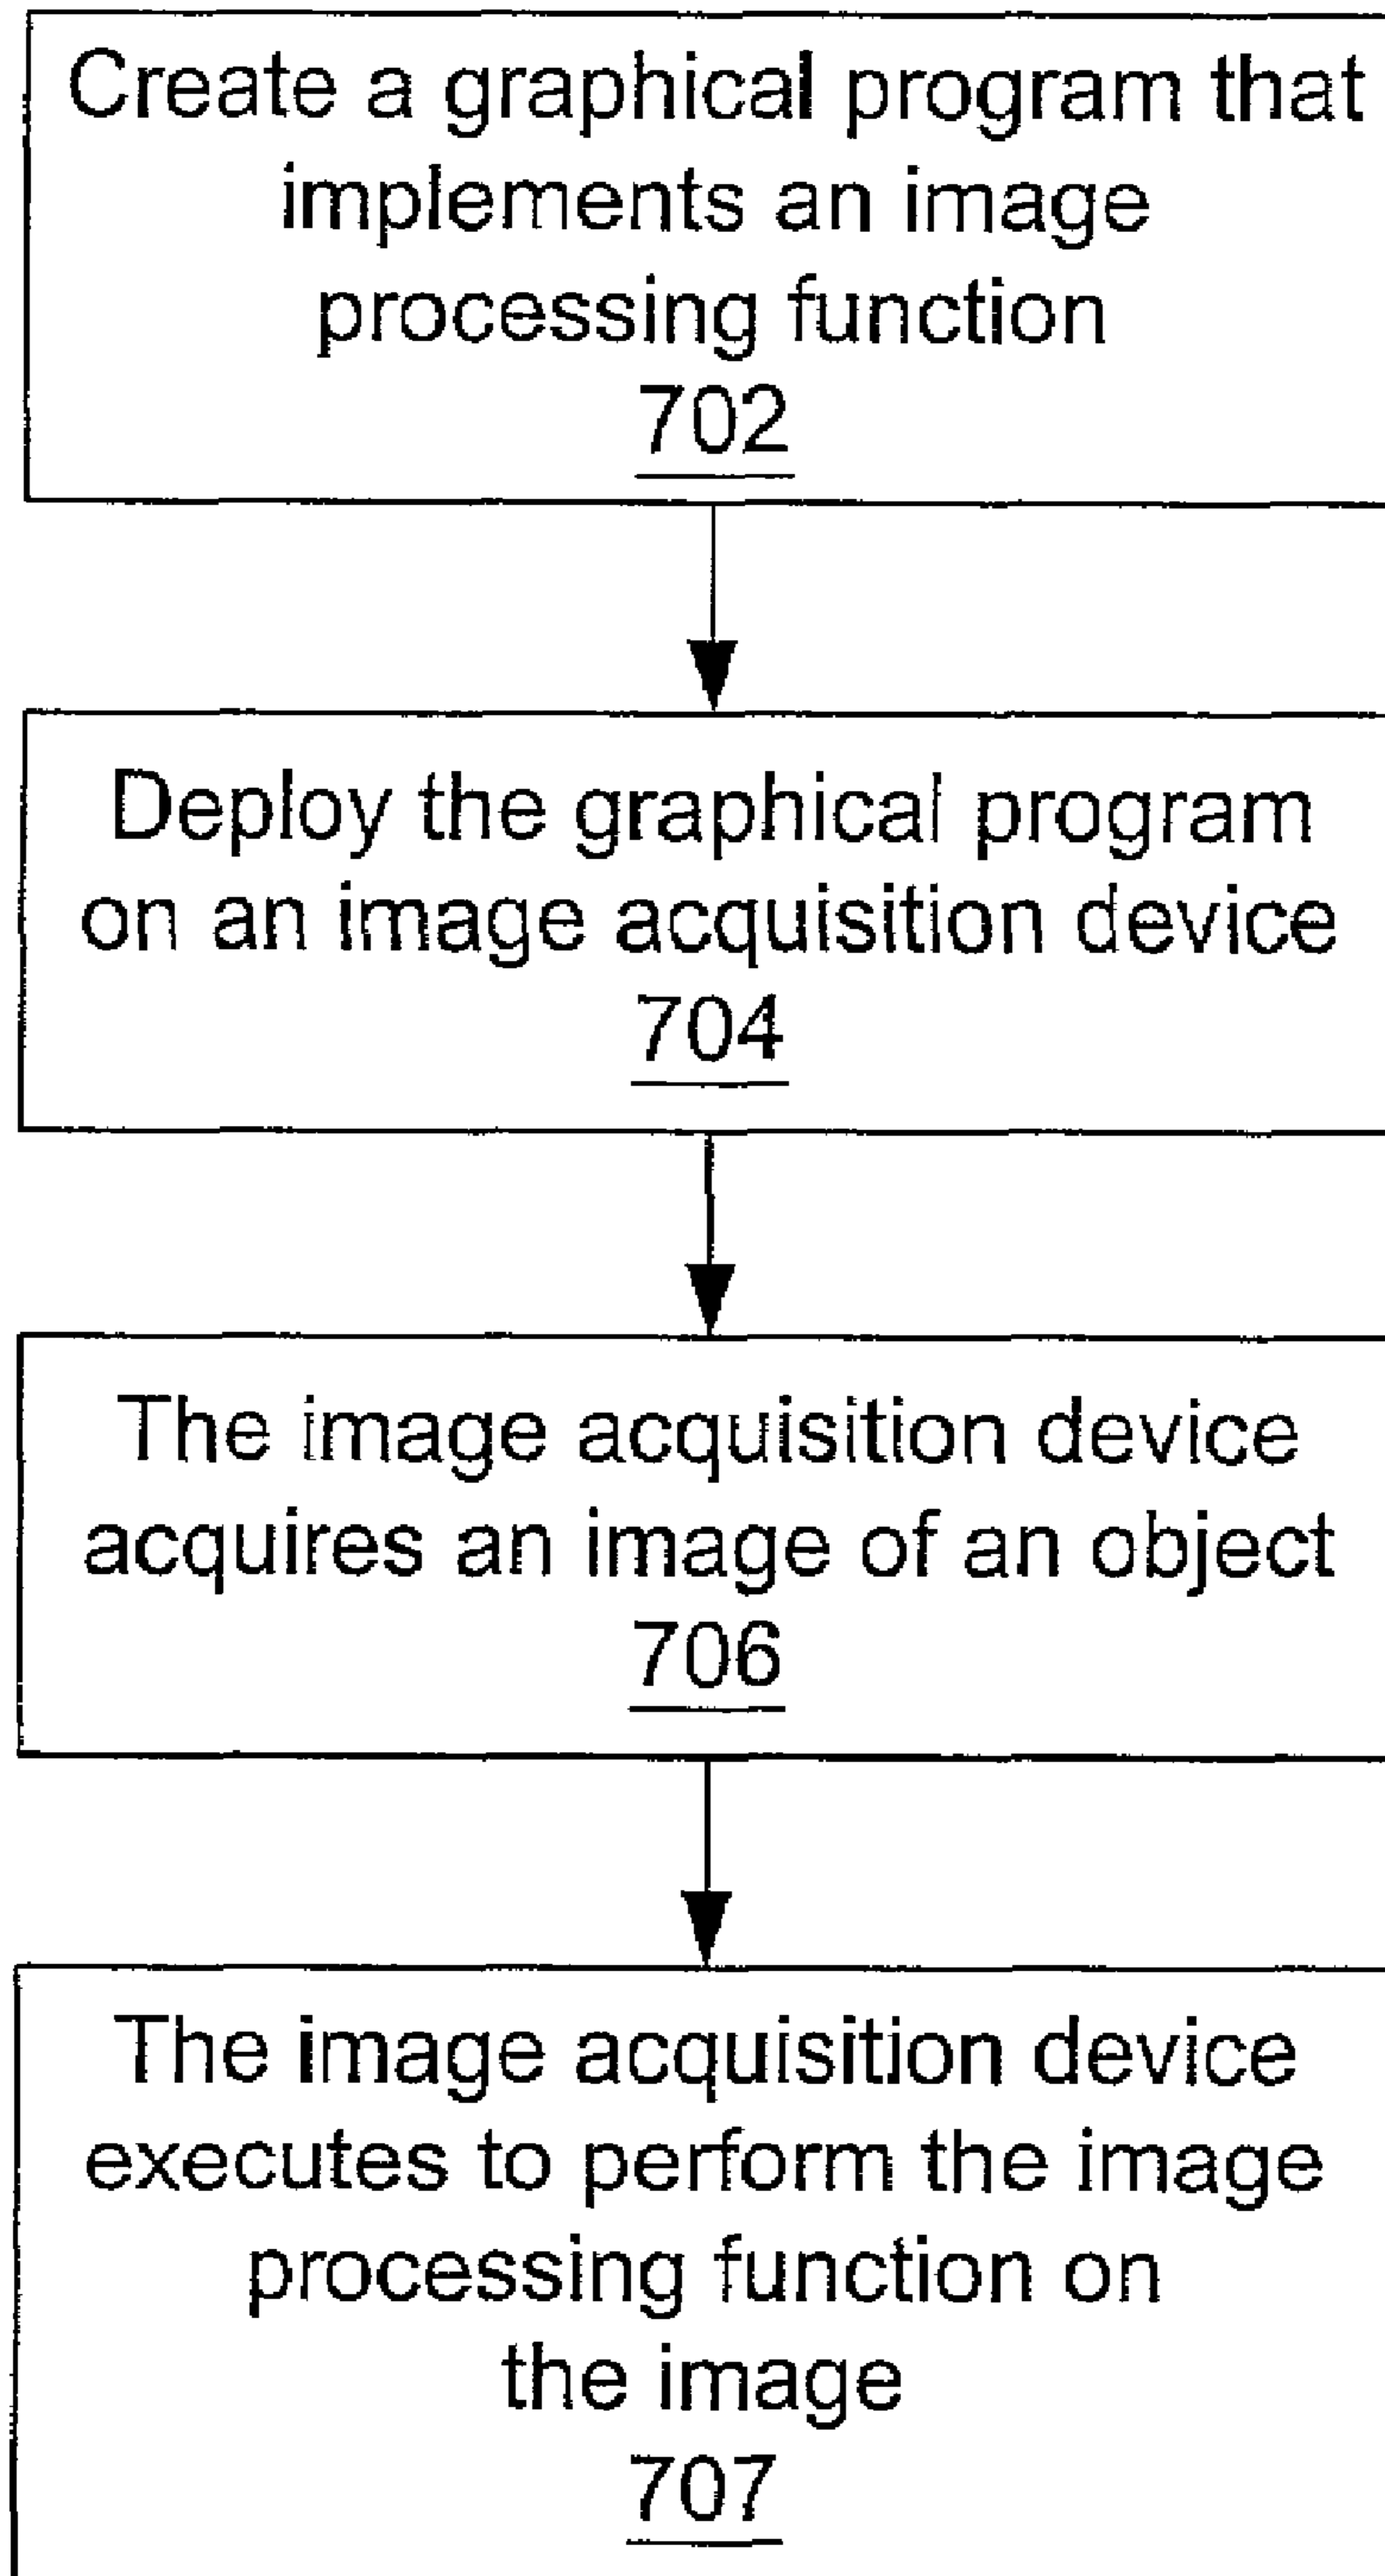 Create a graphical program that
implements an image
processing function
702
Deploy the graphical program
on an image acquisition device
704
The image acquisition device
acquires an image of an object
706
The image acquisition device
executes to perform the image
processing function on
the image
707